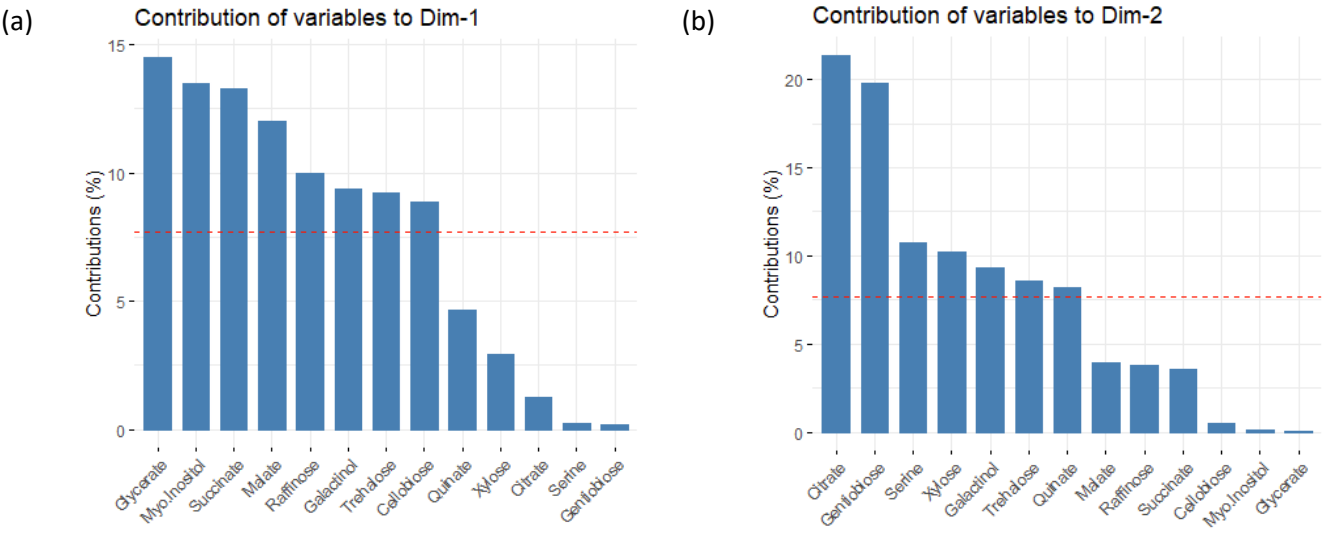 (a)
Contribution of variables to Dim-1
Contributions (%)
15
10
5
0
Glycerate
Myo.Inositol
Succinate
Malate
Raffinose
Galactinol
Trehalose
Cellobiose
Quinate
Xylose
Citrate
Serine
Gentiobiose
(b)
Contribution of variables to Dim-2
Contributions (%)
20
15
10
5
0
Citrate
Gentiobiose
Serine
Xylose
Galactinol
Trehalose
Quinate
Malate
Raffinose
Succinate
Cellobiose
Myo.Inositol
Glycerate